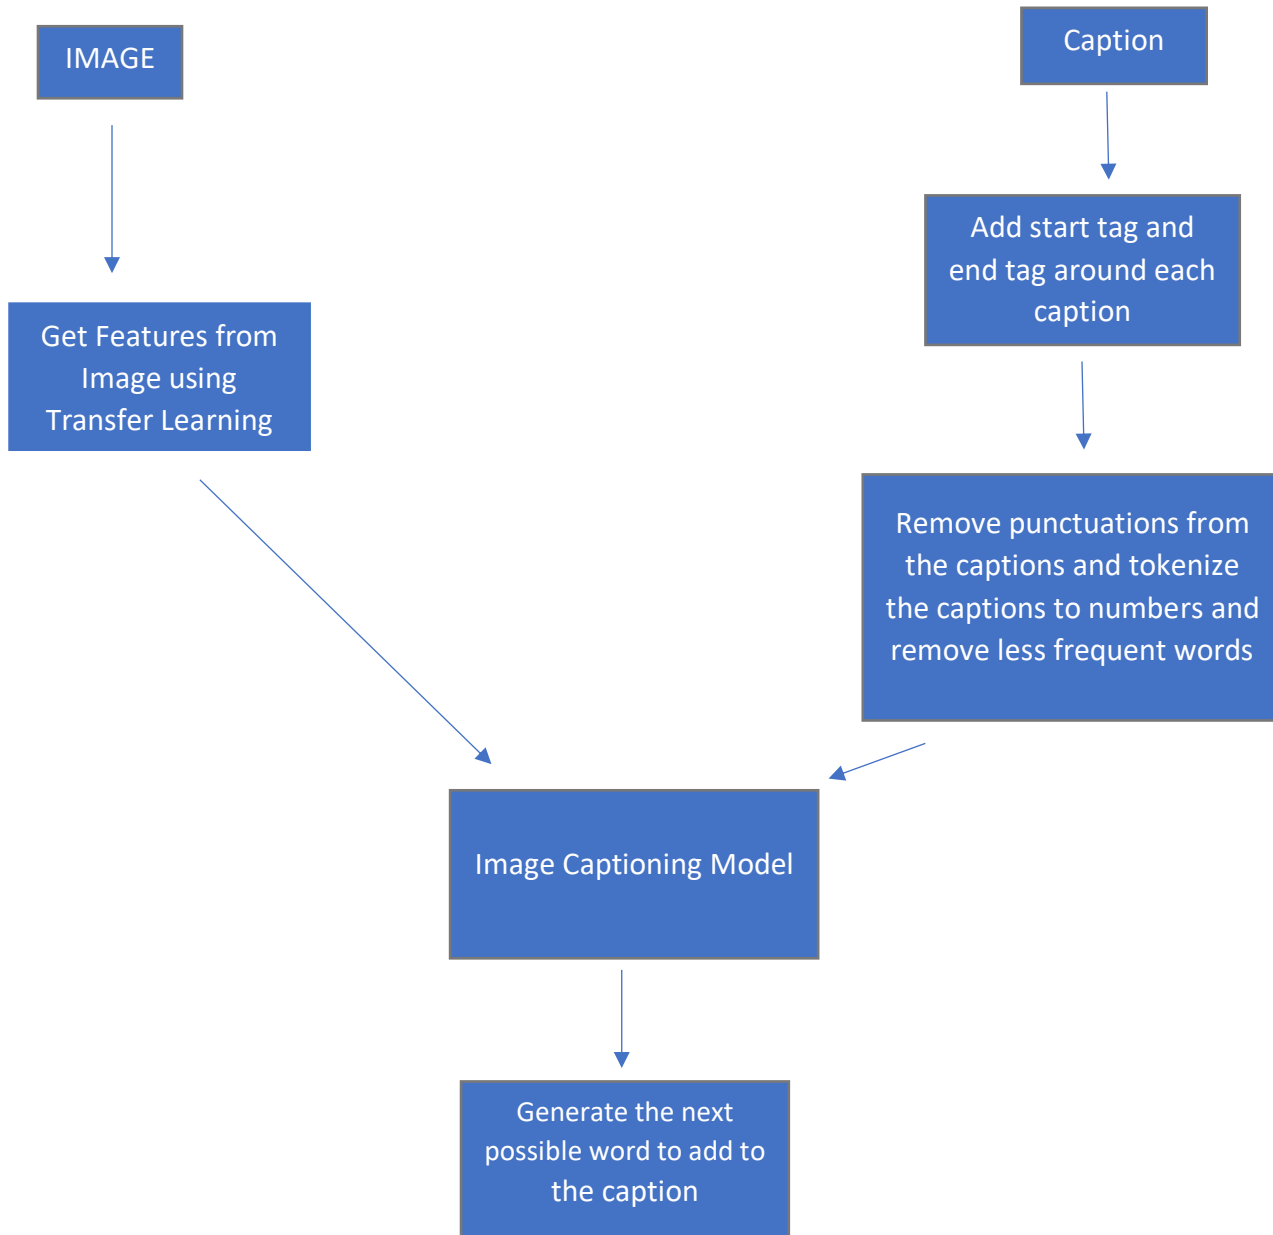 IMAGE
Caption
Add start tag and
end tag around each
caption
Get Features from
Image using
Transfer Learning
Remove punctuations from
the captions and tokenize
the captions to numbers and
remove less frequent words
Image Captioning Model
Generate the next
possible word to add to
the caption